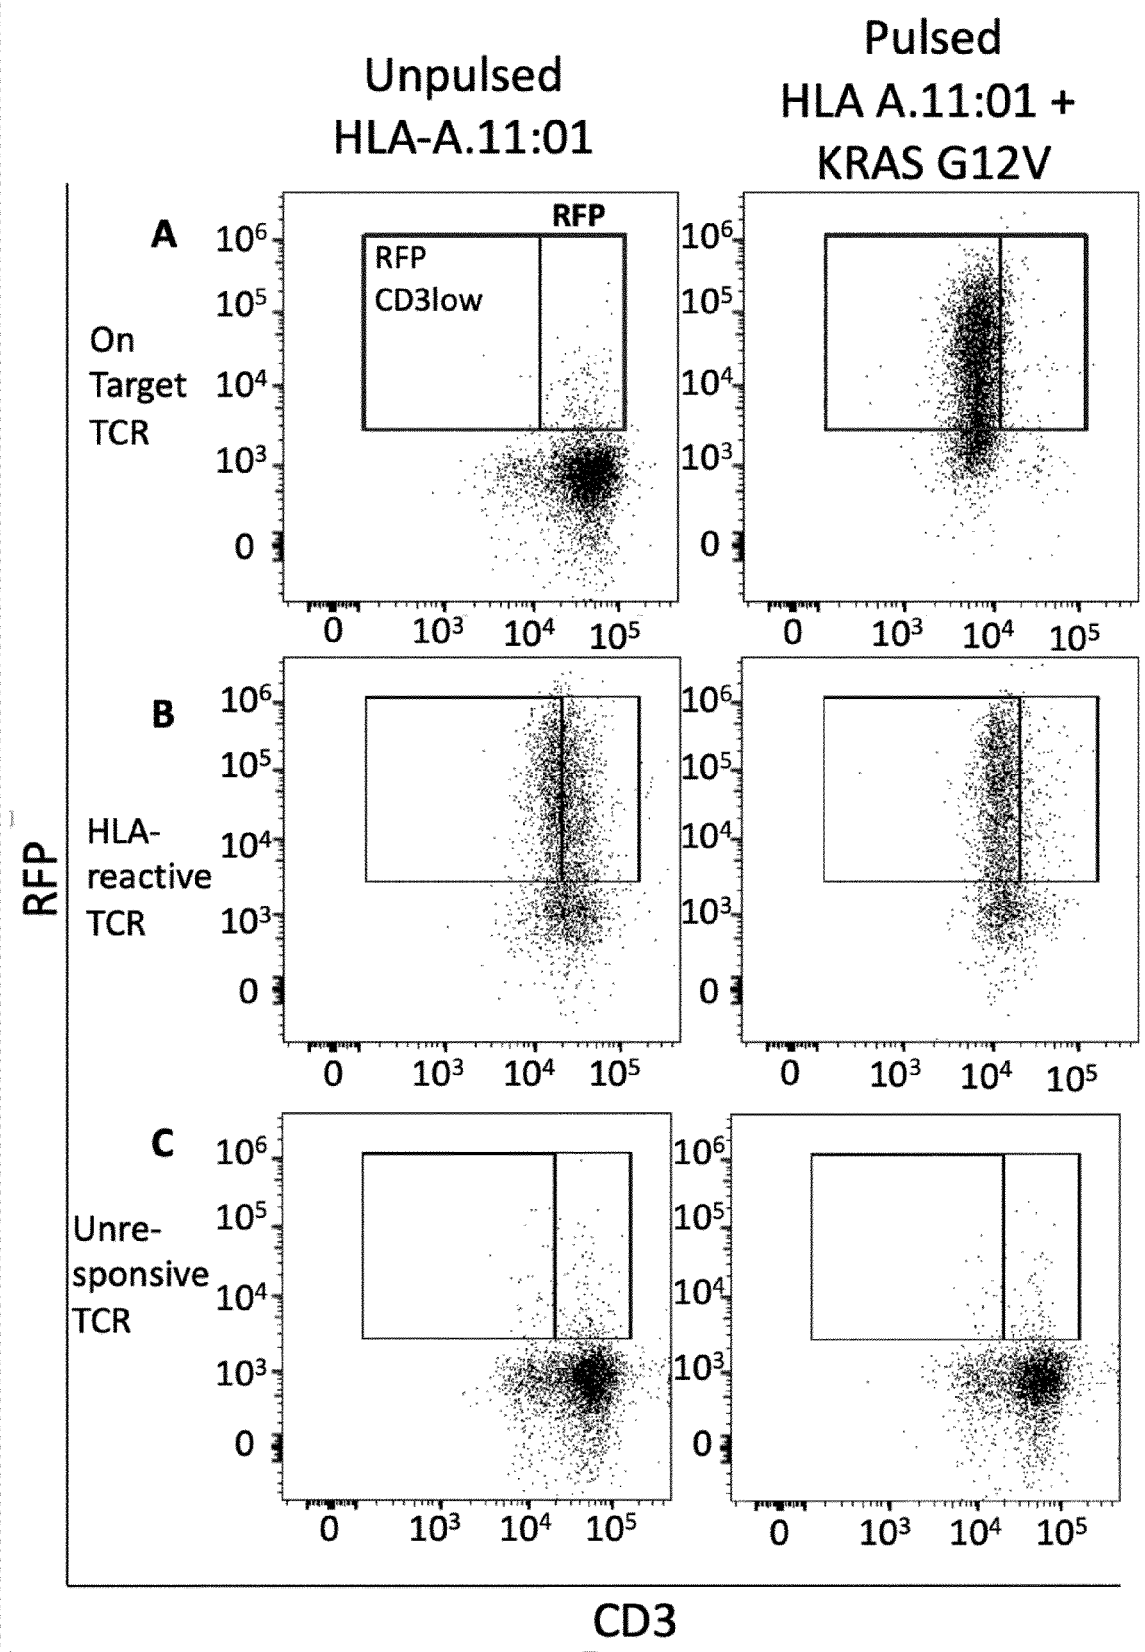 Unpulsed
HLA-A.11:01
Pulsed
HLA A.11:01 +
KRAS G12V
A
On
Target
TCR
RFP
RFP
CD3low
10⁶
10⁵
10⁴
10³
0
0
10³
10⁴
10⁵
10⁶
10⁵
10⁴
10³
0
0
10³
10⁴
10⁵
B
HLA-
reactive
TCR
10⁶
10⁵
10⁴
10³
0
0
10³
10⁴
10⁵
10⁶
10⁵
10⁴
10³
0
0
10³
10⁴
10⁵
C
Unre-
sponsive
TCR
10⁶
10⁵
10⁴
10³
0
0
10³
10⁴
10⁵
10⁶
10⁵
10⁴
10³
0
0
10³
10⁴
10⁵
RFP
CD3